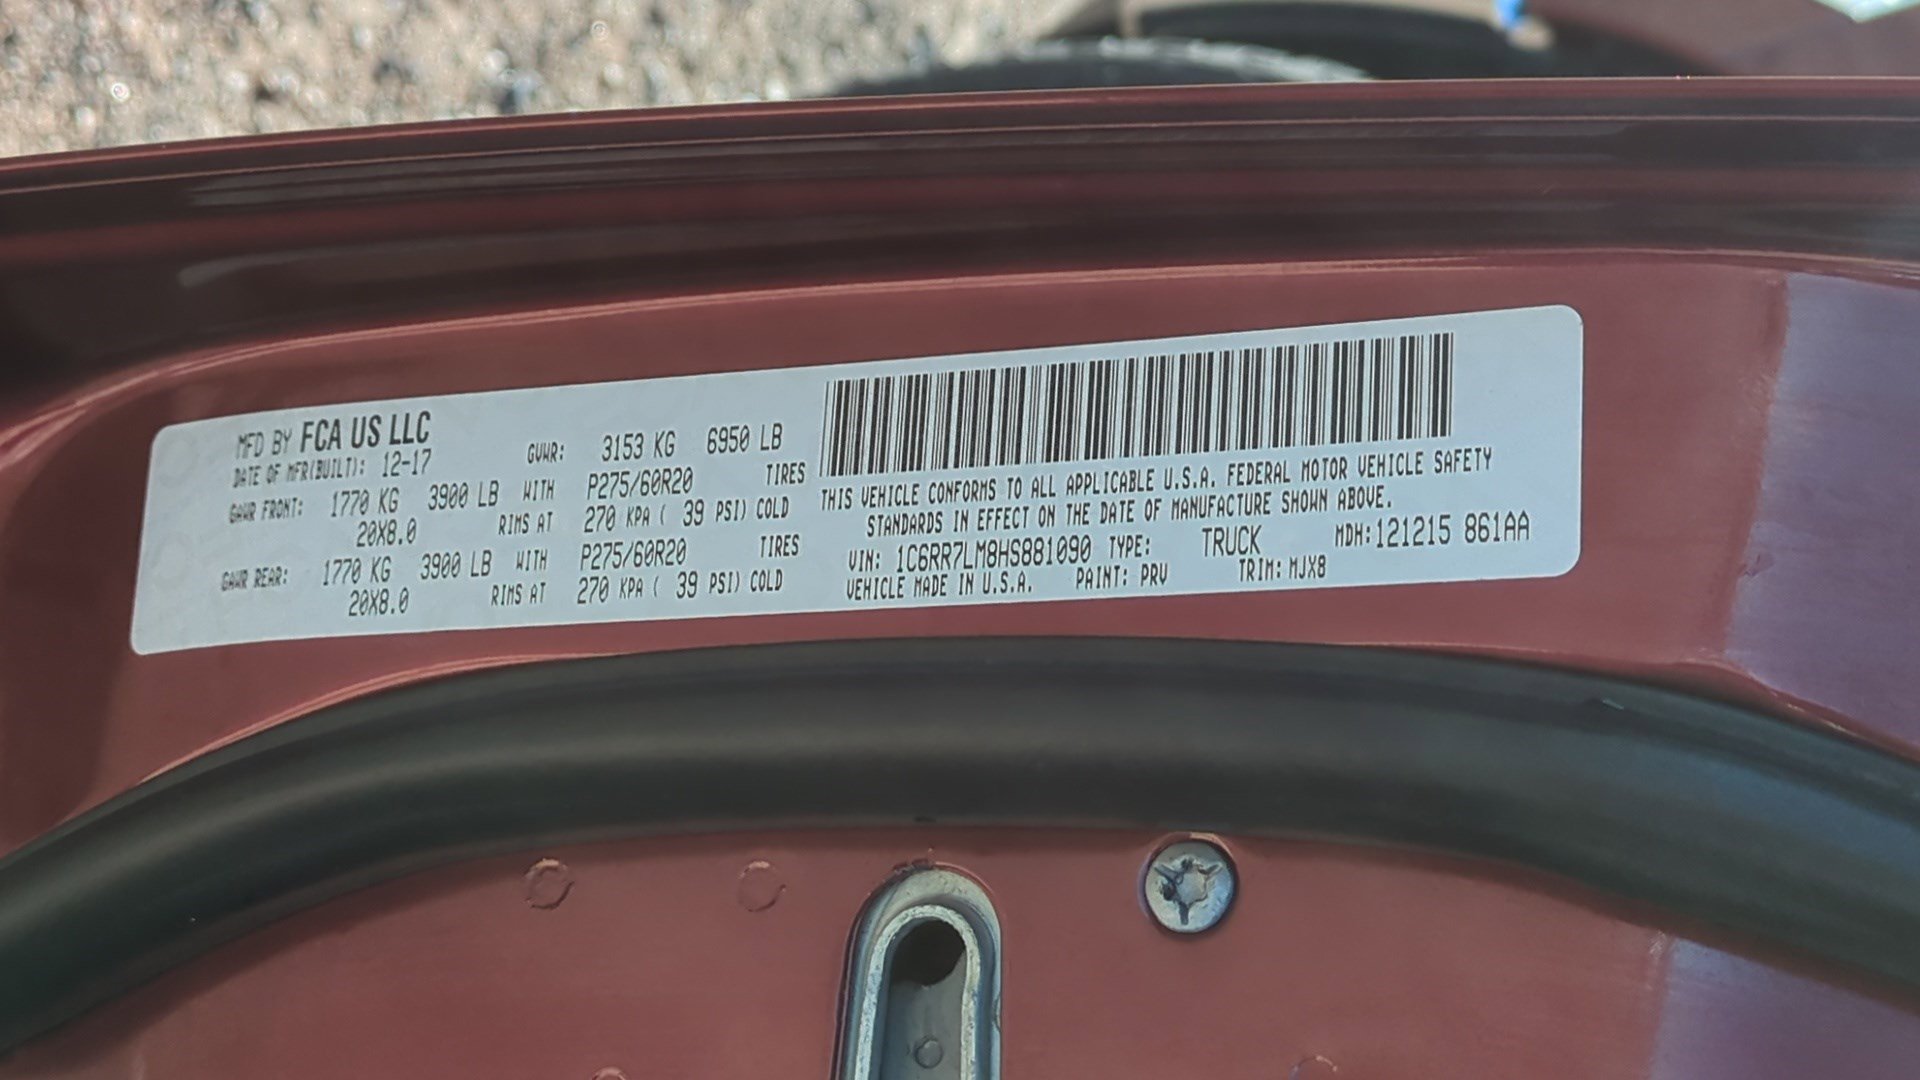 MFD BY FCA US LLC
DATE OF MFR(BUILT): 12-17 GVWR: 3153 KG 6950 LB
GAWR FRONT: 1770 KG 3900 LB WITH P275/60R20 TIRES
20X8.0 RIMS AT 270 KPA ( 39 PSI) COLD
GAWR REAR: 1770 KG 3900 LB WITH P275/60R20 TIRES
20X8.0 RIMS AT 270 KPA ( 39 PSI) COLD
THIS VEHICLE CONFORMS TO ALL APPLICABLE U.S.A. FEDERAL MOTOR VEHICLE SAFETY
STANDARDS IN EFFECT ON THE DATE OF MANUFACTURE SHOWN ABOVE.
VIN: 1C6RR7LM8HS881090 TYPE: TRUCK MDH:121215 861AA
VEHICLE MADE IN U.S.A. PAINT: PRV TRIM: MJX8